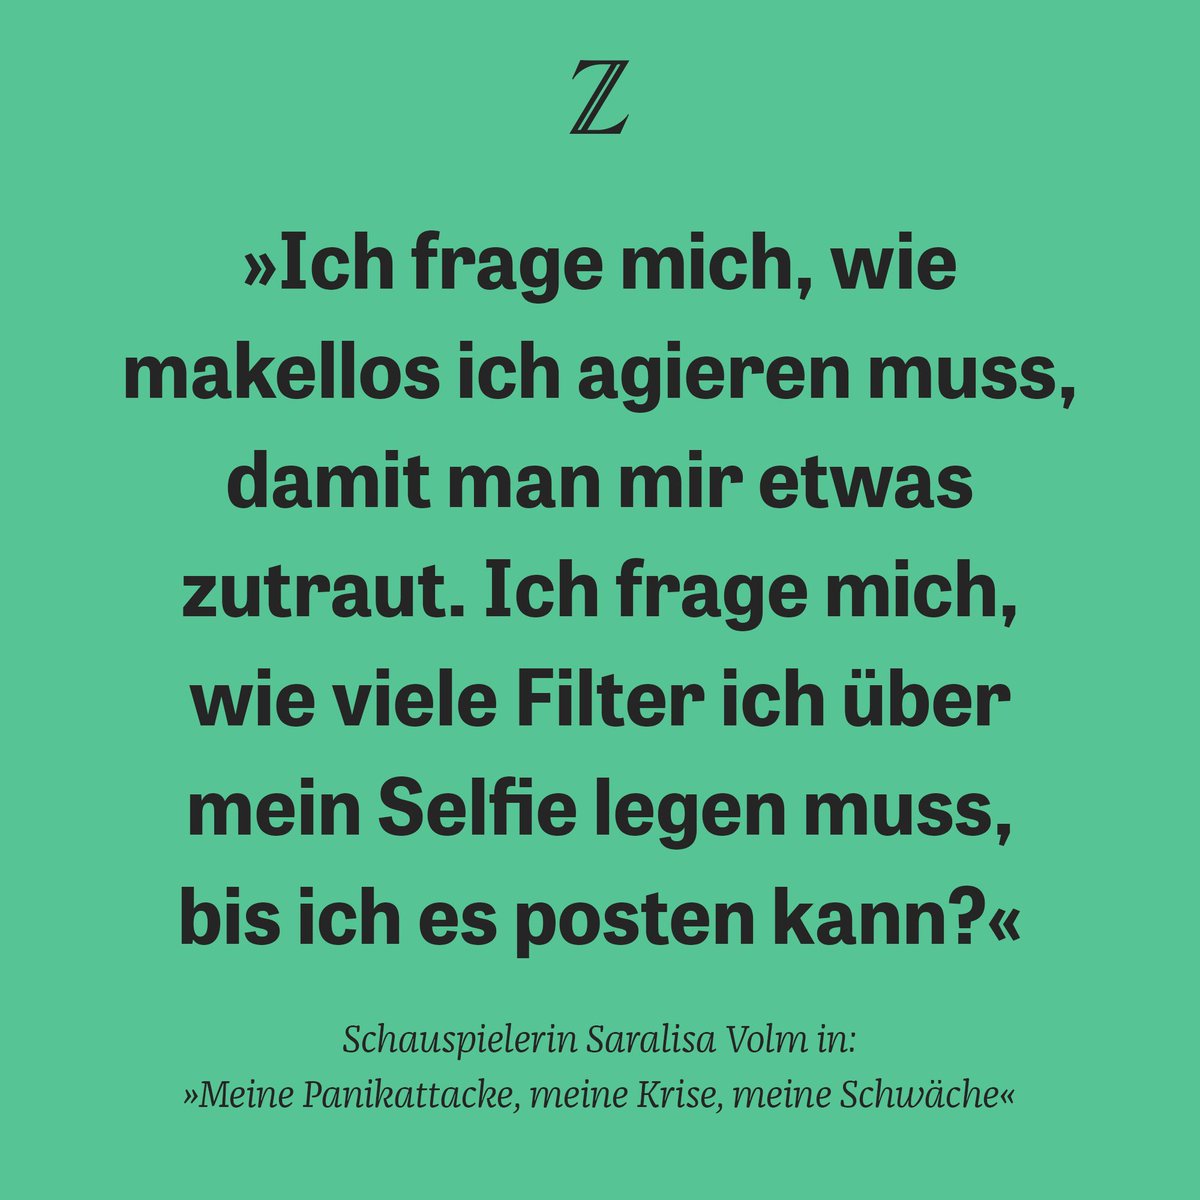 Z
»Ich frage mich, wie
makellos ich agieren muss,
damit man mir etwas
zutraut. Ich frage mich,
wie viele Filter ich über
mein Selfie legen muss,
bis ich es posten kann?«
Schauspielerin Saralisa Volm in:
»Meine Panikattacke, meine Krise, meine Schwäche«